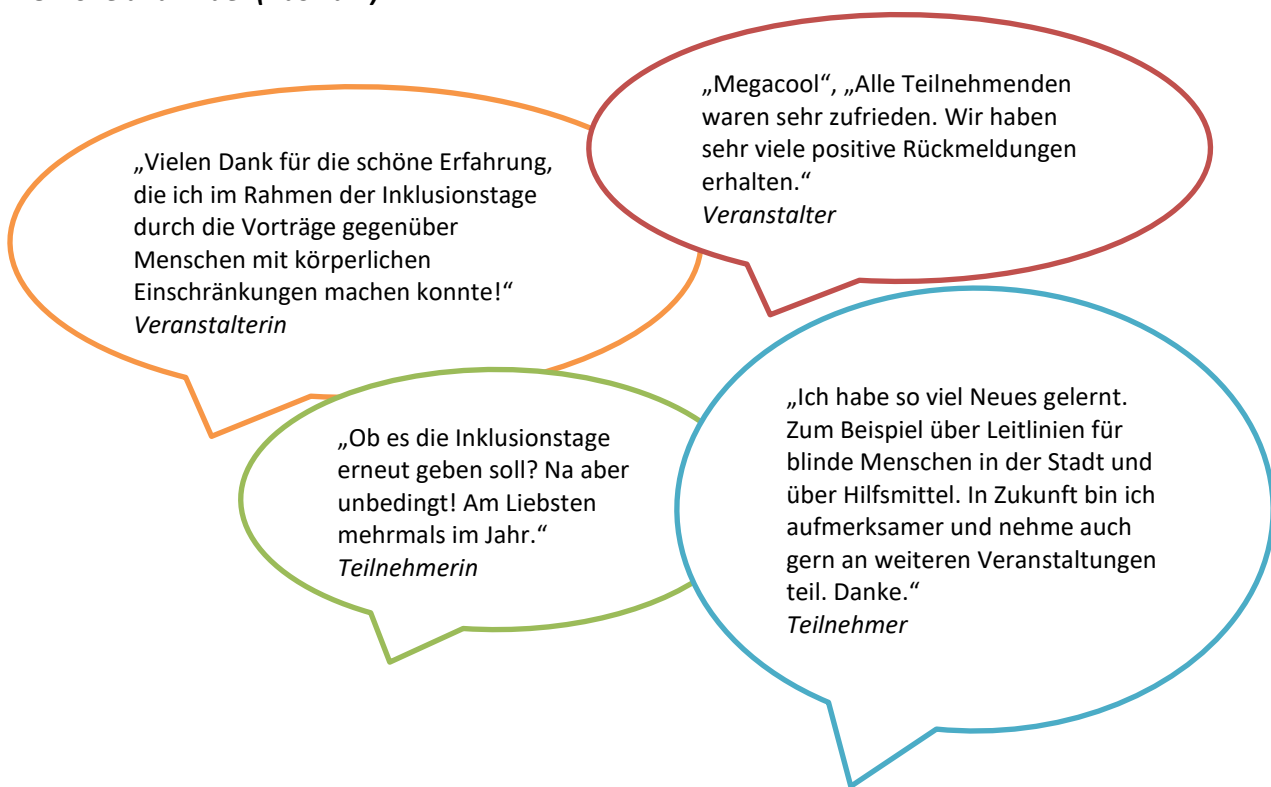 „Vielen Dank für die schöne Erfahrung,
die ich im Rahmen der Inklusionstage
durch die Vorträge gegenüber
Menschen mit körperlichen
Einschränkungen machen konnte!“
Veranstalterin
„Megacool“, „Alle Teilnehmenden
waren sehr zufrieden. Wir haben
sehr viele positive Rückmeldungen
erhalten.“
Veranstalter
„Ob es die Inklusionstage
erneut geben soll? Na aber
unbedingt! Am Liebsten
mehrmals im Jahr.“
Teilnehmerin
„Ich habe so viel Neues gelernt.
Zum Beispiel über Leitlinien für
blinde Menschen in der Stadt und
über Hilfsmittel. In Zukunft bin ich
aufmerksamer und nehme auch
gern an weiteren Veranstaltungen
teil. Danke.“
Teilnehmer